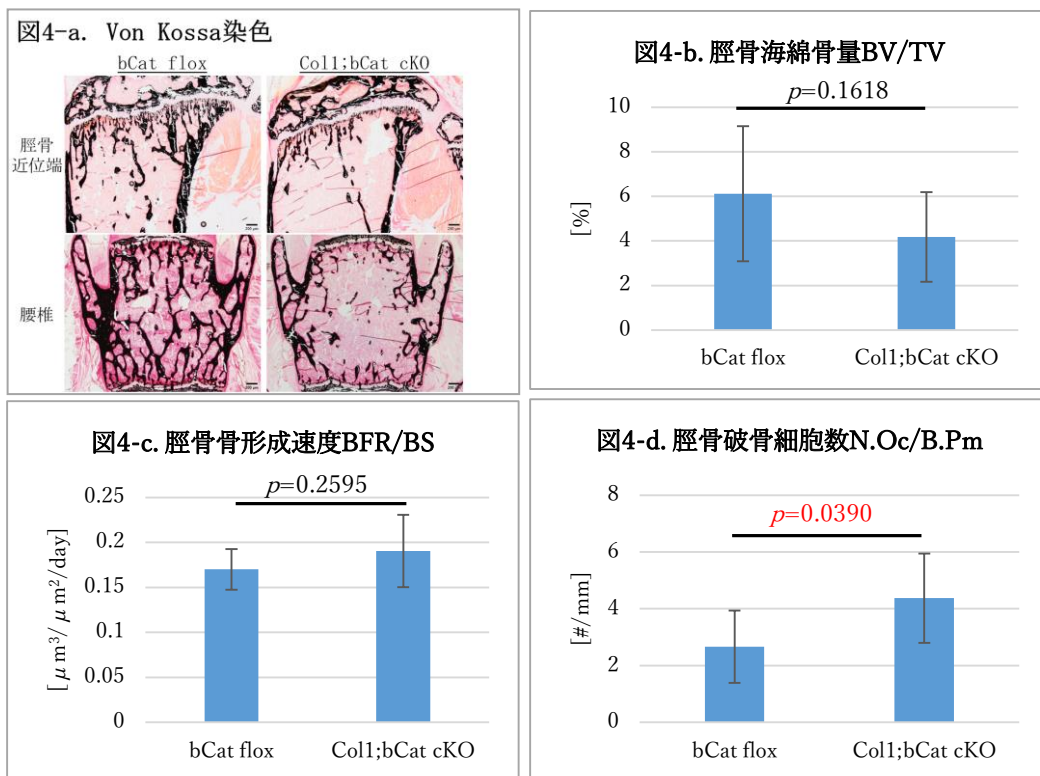 図4-a. Von Kossa染色
bCat flox
Col1;bCat cKO
脛骨
近位端
腰椎
図4-b. 脛骨海綿骨量BV/TV
p=0.1618
[%]
10
8
6
4
2
0
bCat flox
Col1;bCat cKO
図4-c. 脛骨骨形成速度BFR/BS
p=0.2595
[μm³/μm²/day]
0.25
0.2
0.15
0.1
0.05
0
bCat flox
Col1;bCat cKO
図4-d. 脛骨破骨細胞数N.Oc/B.Pm
p=0.0390
[#/mm]
8
6
4
2
0
bCat flox
Col1;bCat cKO